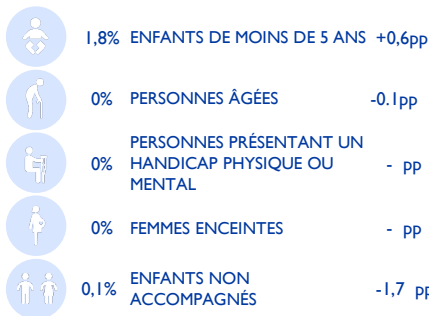 1,8% ENFANTS DE MOINS DE 5 ANS +0,6pp
0% PERSONNES ÂGÉES -0.1pp
PERSONNES PRÉSENTANT UN
0% HANDICAP PHYSIQUE OU - pp
MENTAL
0% FEMMES ENCEINTES - pp
ENFANTS NON
0,1% ACCOMPAGNÉS -1,7 pp